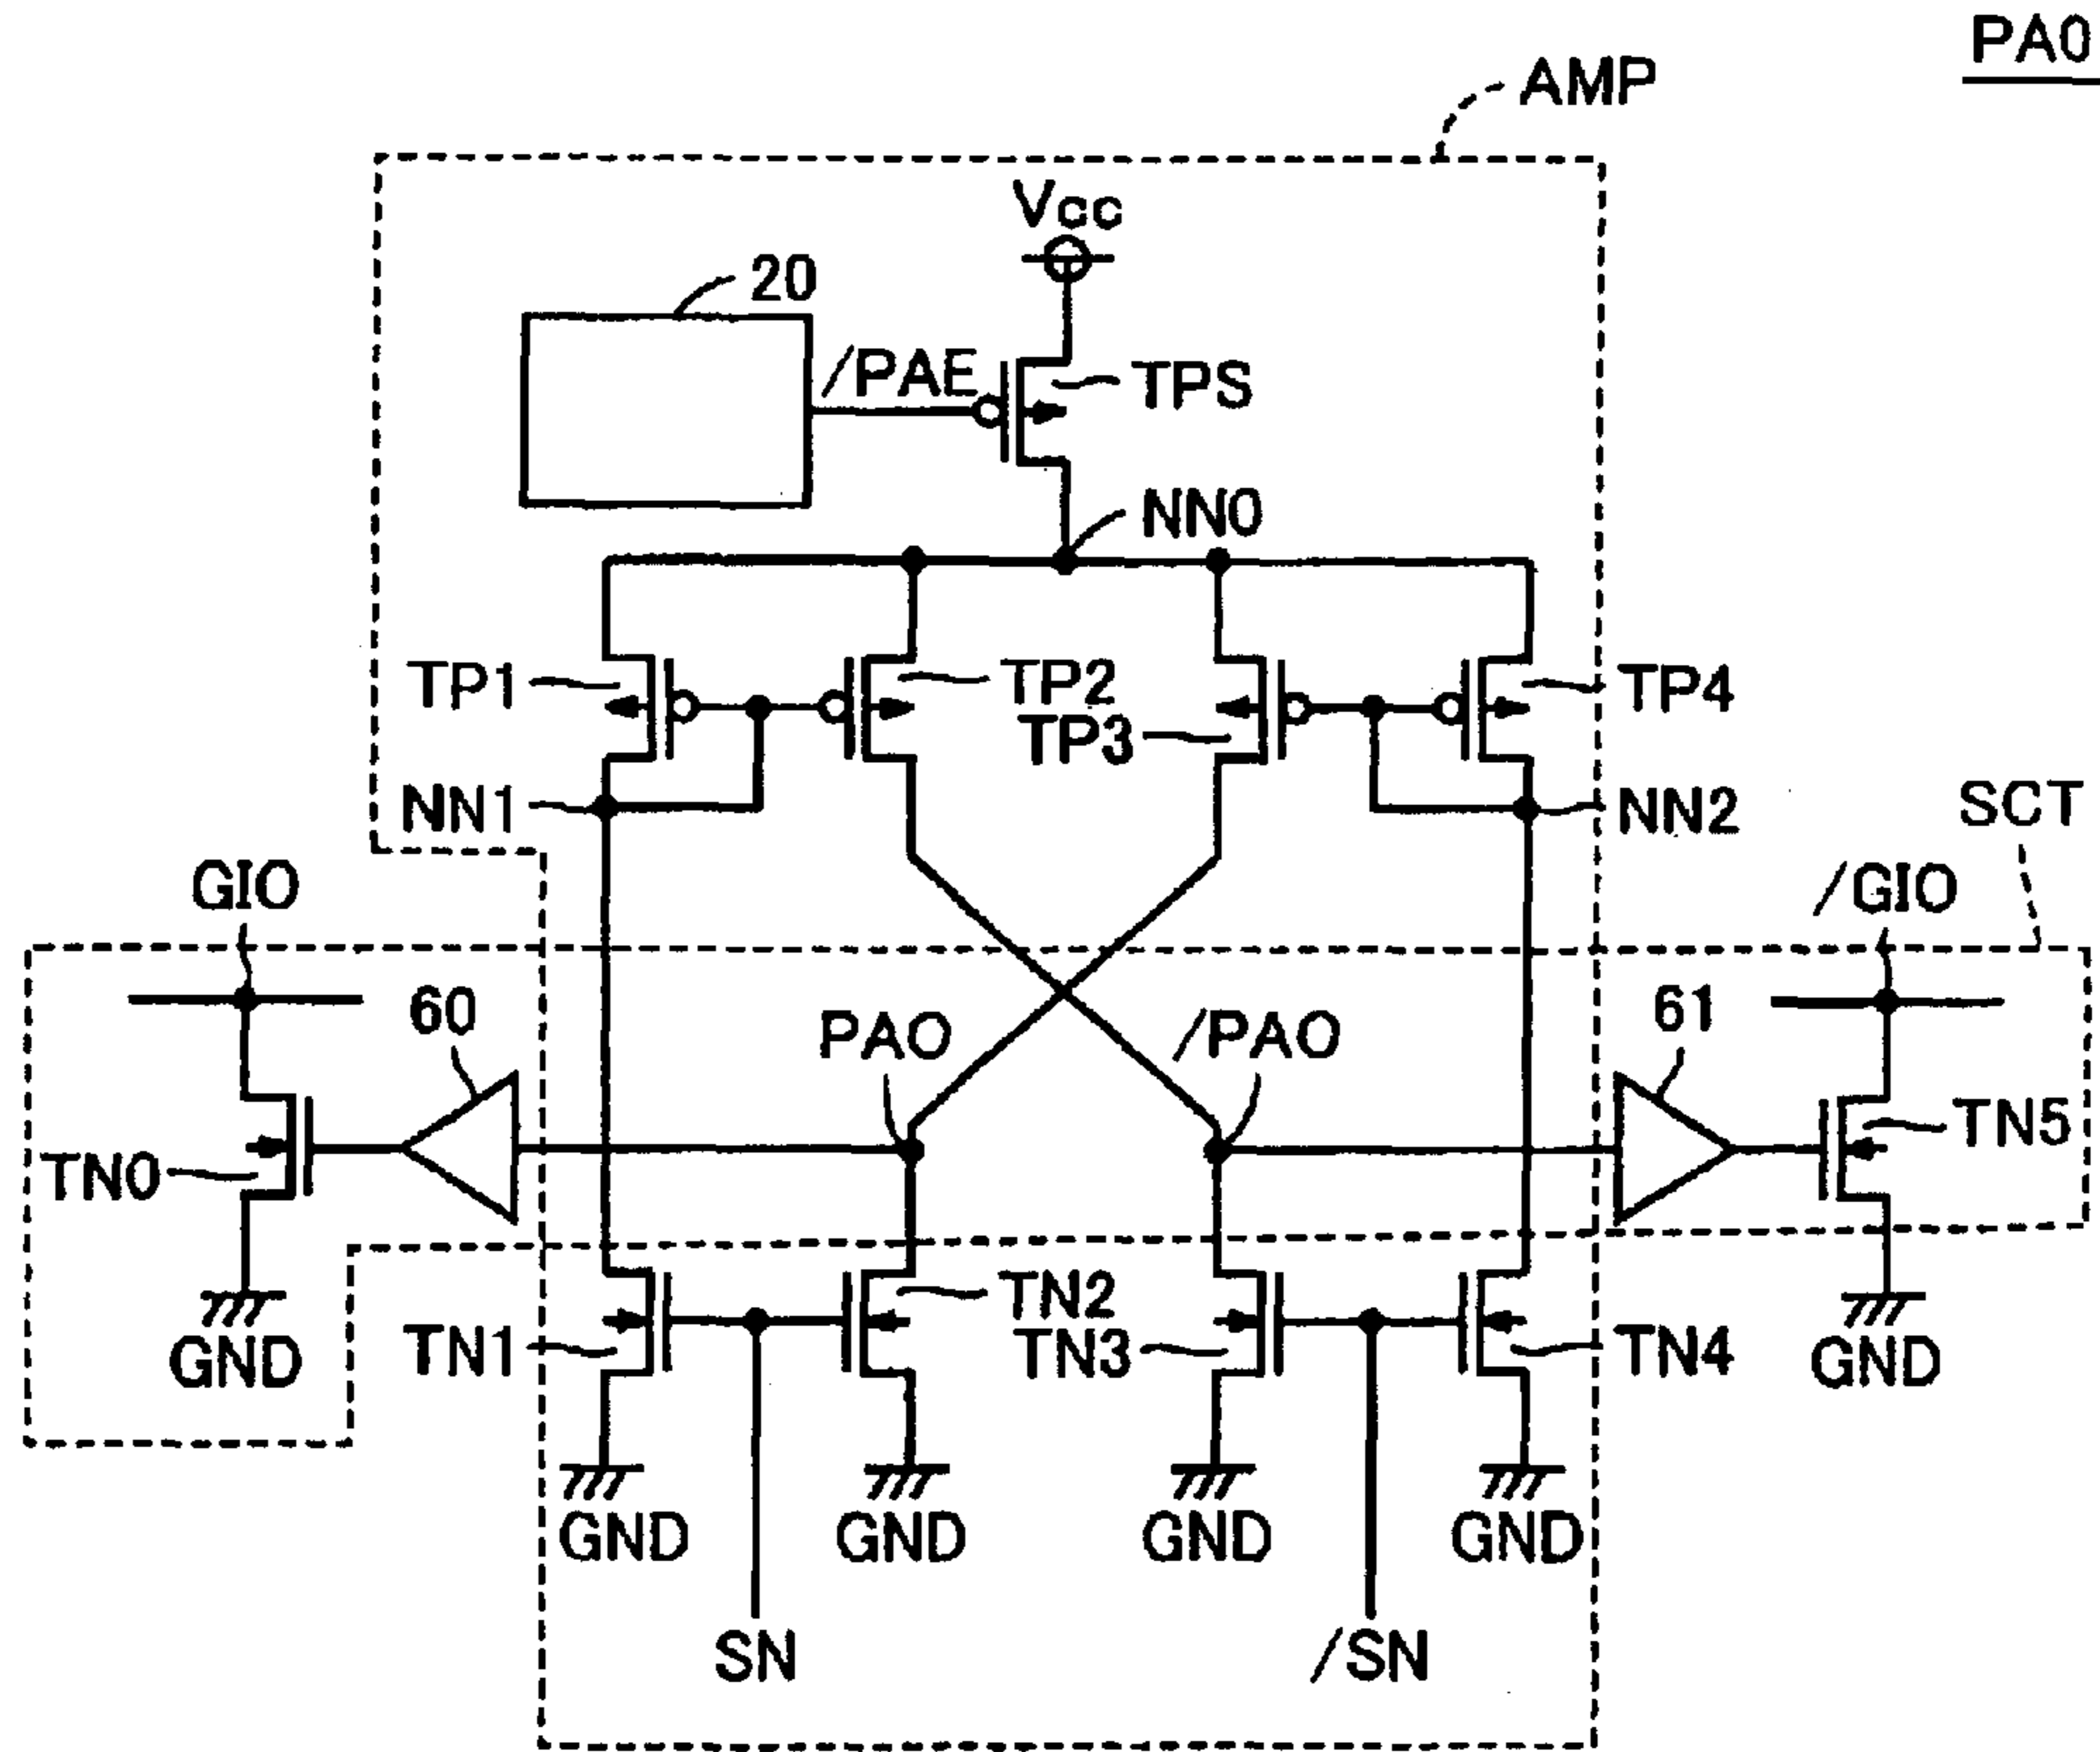 PA0
AMP
Vcc
20
/PAE
TPS
NN0
TP1
TP2
TP3
TP4
NN1
NN2
SCT
GIO
/GIO
60
PAO
/PAO
61
TN0
TN5
TN1
TN2
TN3
TN4
GND
GND
GND
GND
GND
GND
SN
/SN